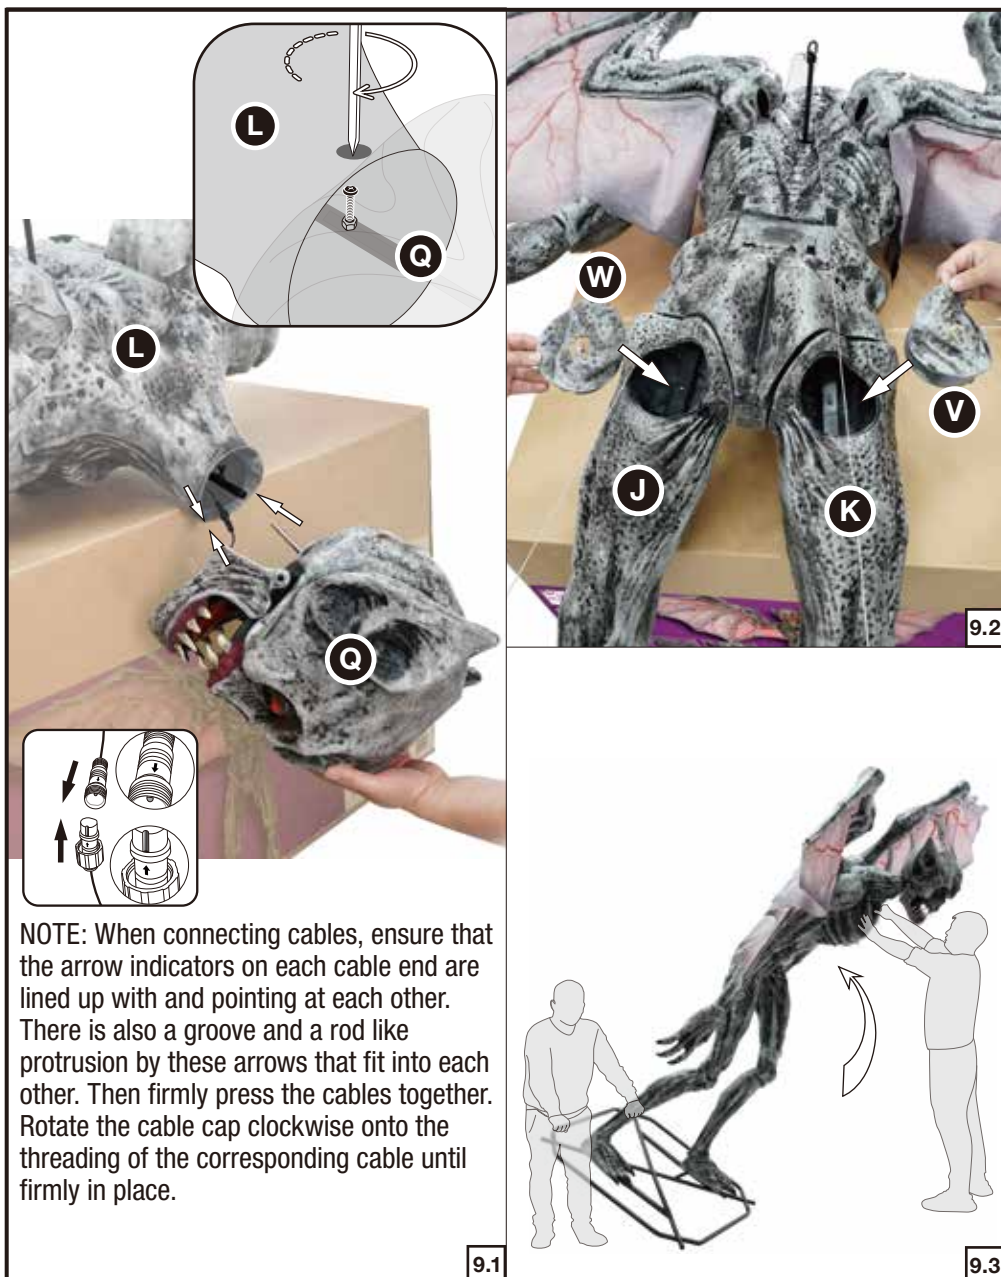 L
Q
L
Q
NOTE: When connecting cables, ensure that
the arrow indicators on each cable end are
lined up with and pointing at each other.
There is also a groove and a rod like
protrusion by these arrows that fit into each
other. Then firmly press the cables together.
Rotate the cable cap clockwise onto the
threading of the corresponding cable until
firmly in place.
9.1
W
V
J
K
9.2
9.3